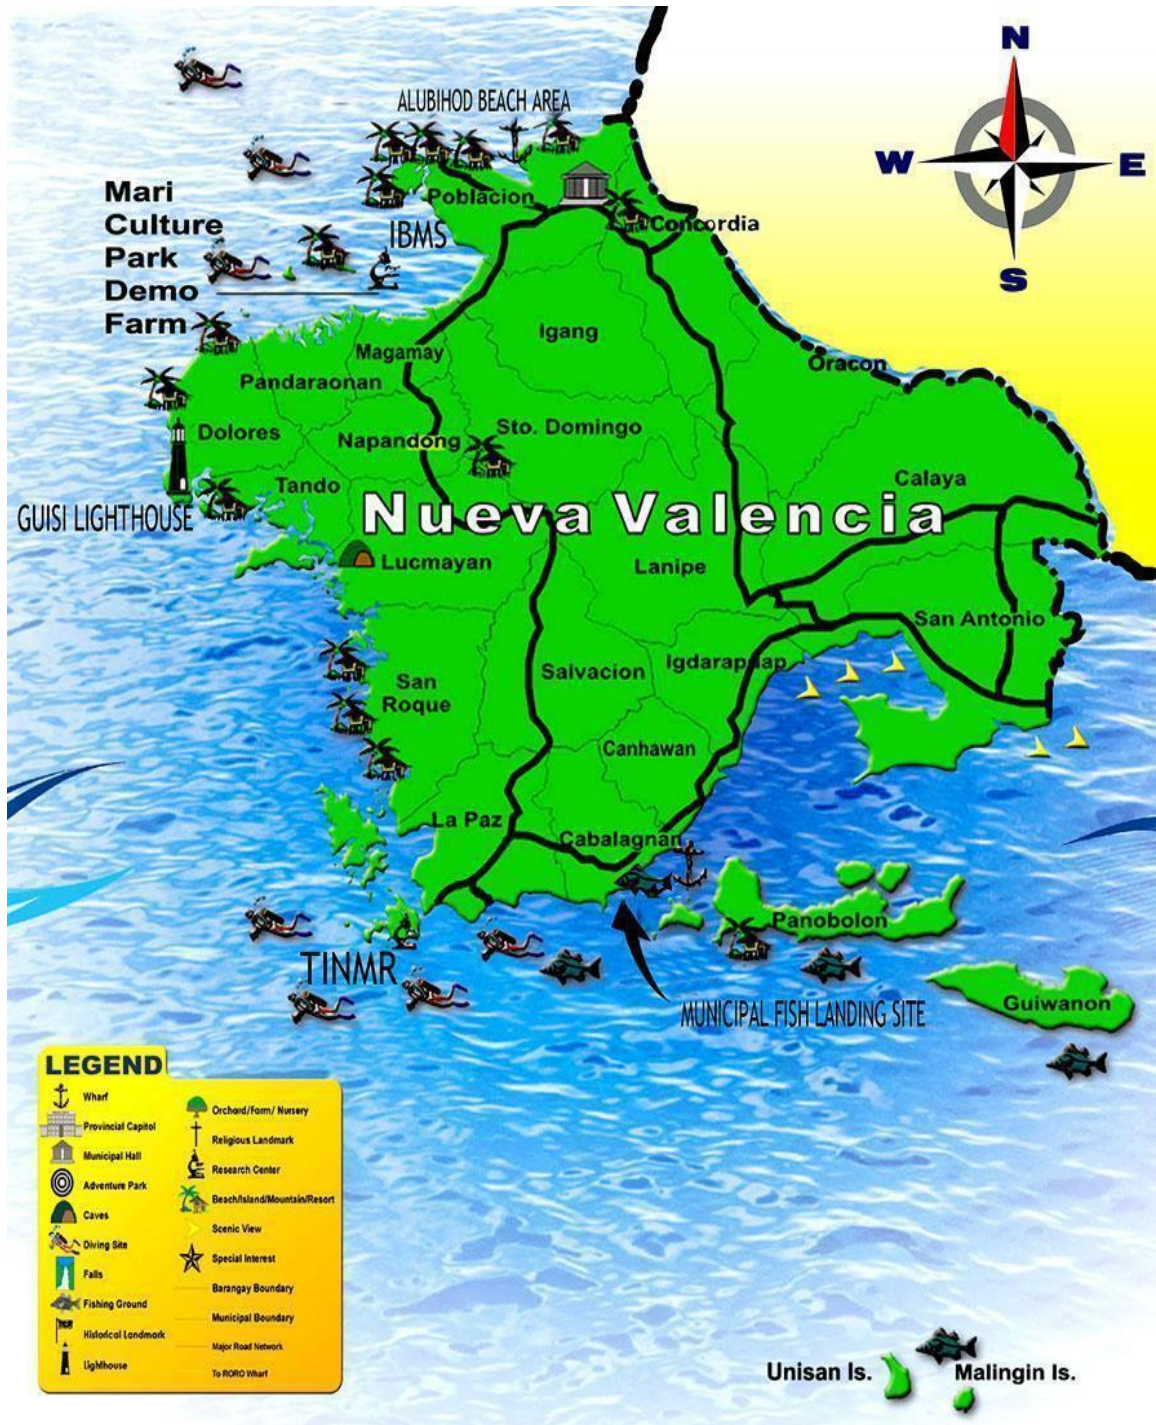 N
W
E
S
ALUBIHOD BEACH AREA
Mari
Culture
Park
Demo
Farm
Poblacion
IBMS
Concordia
Igang
Magamay
Oracon
Pandaraonan
Dolores
Napandong
Sto. Domingo
Tando
Calaya
GUISI LIGHTHOUSE
Nueva Valencia
Lucmayan
Lanipe
San Antonio
Salvacion
Igdarapdap
San
Roque
Canhawan
La Paz
Cabalagnan
Panobolon
TINMR
Guiwanon
MUNICIPAL FISH LANDING SITE
LEGEND
Wharf
Provincial Capitol
Municipal Hall
Adventure Park
Caves
Diving Site
Falls
Fishing Ground
Historical Landmark
Lighthouse
Orchard/Farm/ Nursery
Religious Landmark
Research Center
Beach/Island/Mountain/Resort
Scenic View
Special Interest
Barangay Boundary
Municipal Boundary
Major Road Network
To RORO Wharf
Unisan Is.
Malingin Is.